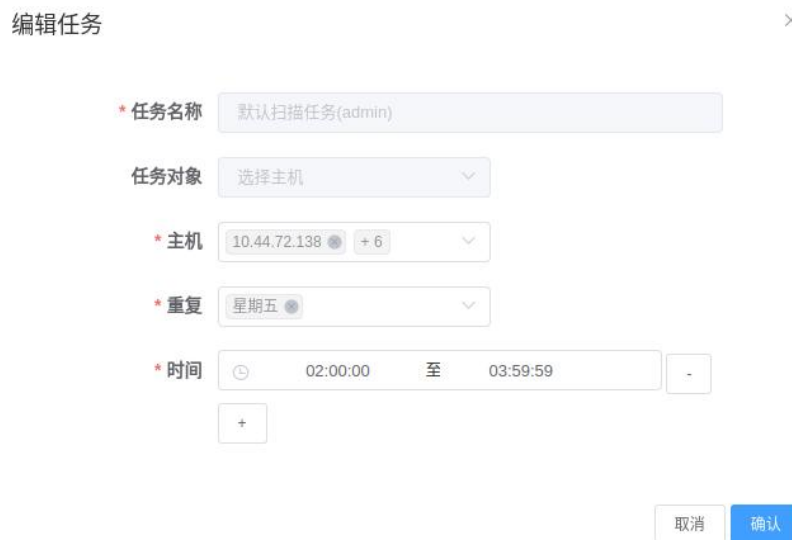 编辑任务
* 任务名称 默认扫描任务(admin)
任务对象 选择主机
* 主机 10.44.72.138 + 6
* 重复 星期五
* 时间 02:00:00 至 03:59:59 -
+
取消 确认